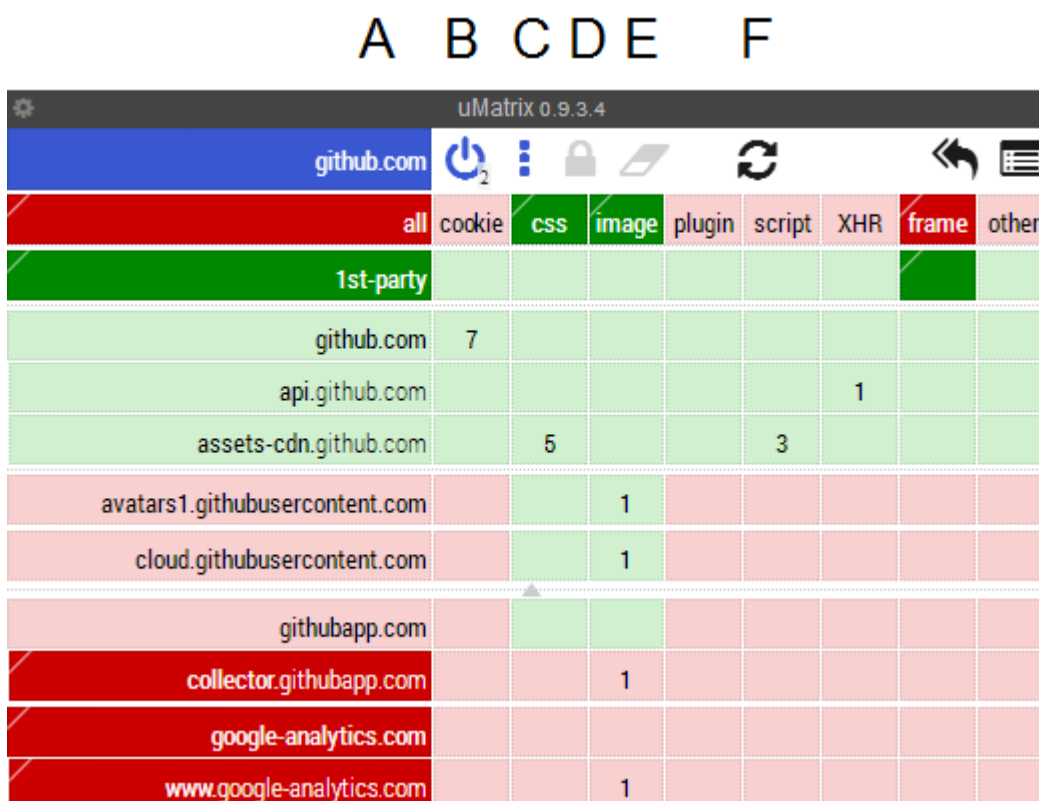 A B C D E F
uMatrix 0.9.3.4
github.com 2
all cookie css image plugin script XHR frame other
1st-party
github.com 7
api.github.com 1
assets-cdn.github.com 5 3
avatars1.githubusercontent.com 1
cloud.githubusercontent.com 1
githubapp.com
collector.githubapp.com 1
google-analytics.com
www.google-analytics.com 1